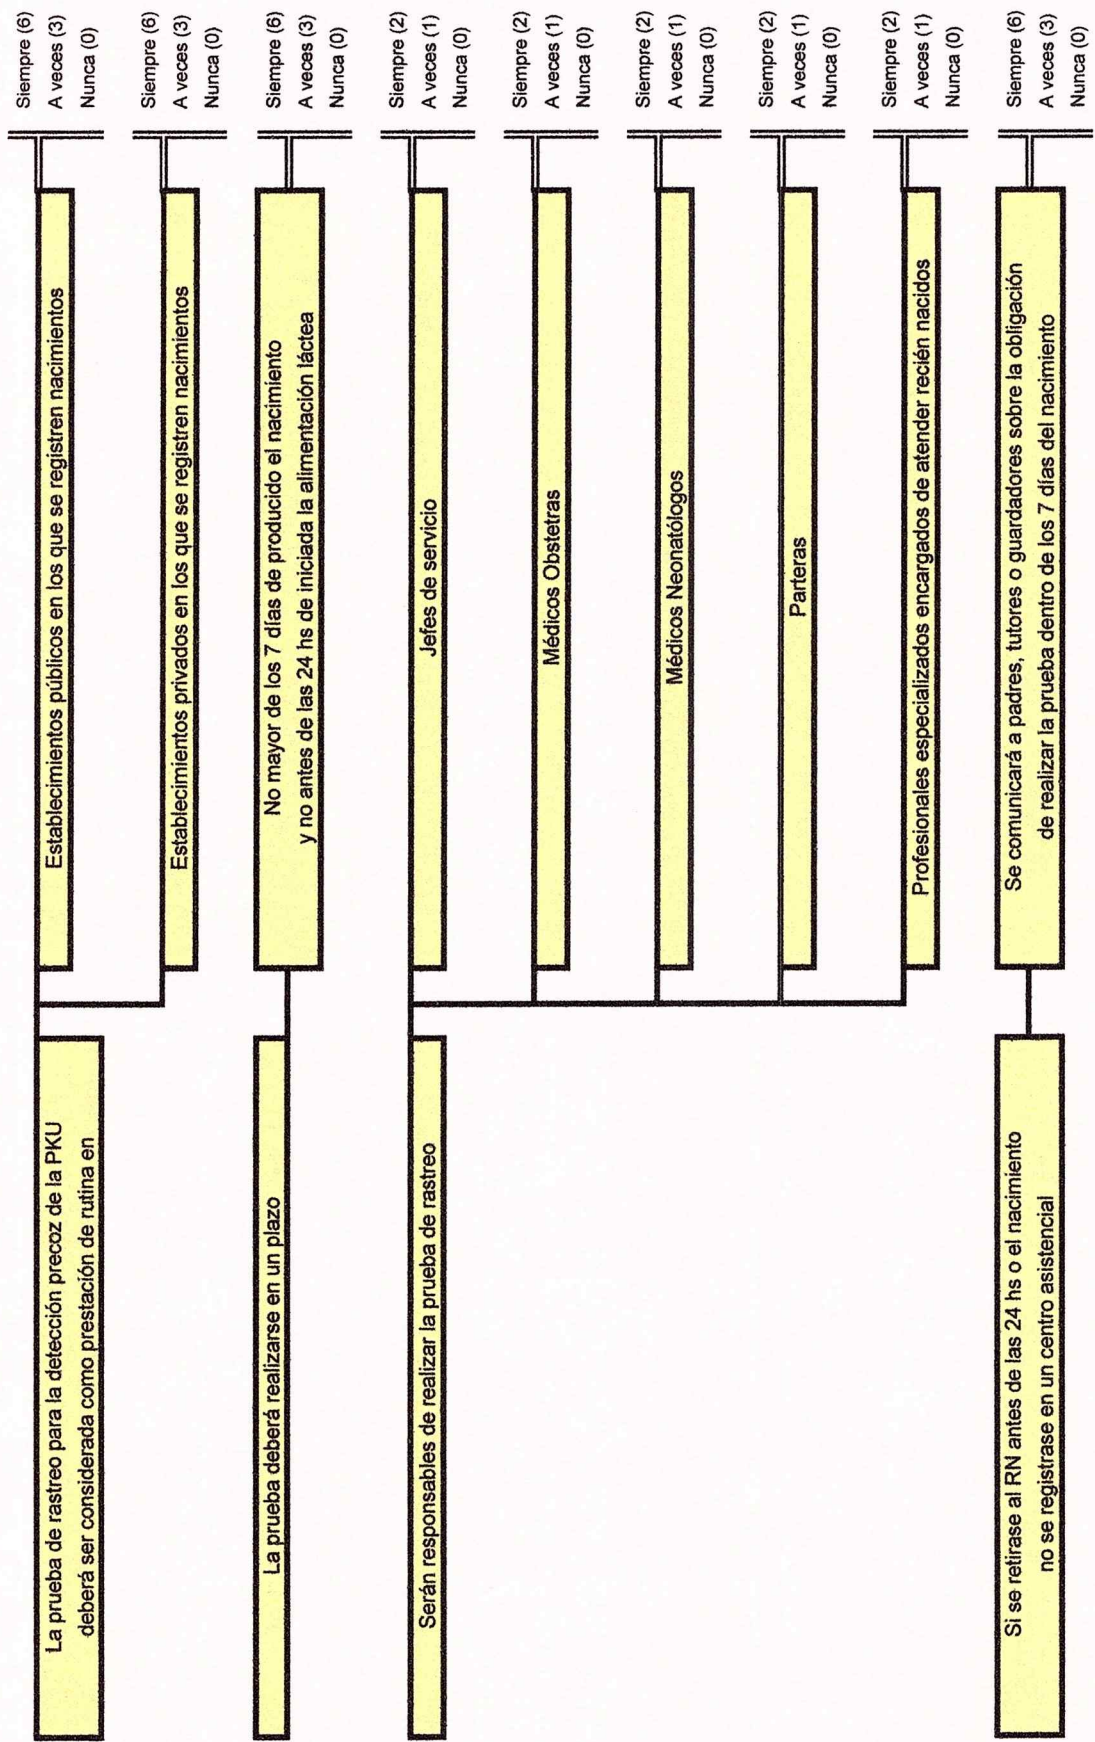 La prueba de rastreo para la detección precoz de la PKU
deberá ser considerada como prestación de rutina en
Establecimientos públicos en los que se registren nacimientos
Siempre (6)
A veces (3)
Nunca (0)
Establecimientos privados en los que se registren nacimientos
Siempre (6)
A veces (3)
Nunca (0)
La prueba deberá realizarse en un plazo
No mayor de los 7 días de producido el nacimiento
y no antes de las 24 hs de iniciada la alimentación láctea
Siempre (6)
A veces (3)
Nunca (0)
Serán responsables de realizar la prueba de rastreo
Jefes de servicio
Siempre (2)
A veces (1)
Nunca (0)
Médicos Obstetras
Siempre (2)
A veces (1)
Nunca (0)
Médicos Neonatólogos
Siempre (2)
A veces (1)
Nunca (0)
Parteras
Siempre (2)
A veces (1)
Nunca (0)
Profesionales especializados encargados de atender recién nacidos
Siempre (2)
A veces (1)
Nunca (0)
Si se retirase al RN antes de las 24 hs o el nacimiento
no se registrase en un centro asistencial
Se comunicará a padres, tutores o guardadores sobre la obligación
de realizar la prueba dentro de los 7 días del nacimiento
Siempre (6)
A veces (3)
Nunca (0)